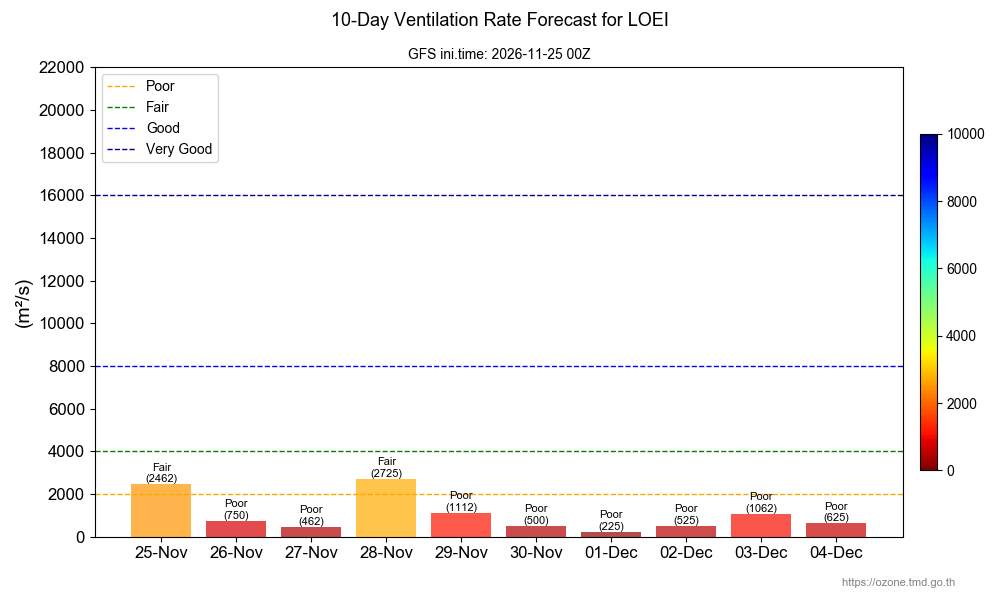 10-Day Ventilation Rate Forecast for LOEI
GFS ini.time: 2026-11-25 00Z
(m²/s)
22000
20000
18000
16000
14000
12000
10000
8000
6000
4000
2000
0
Poor
Fair
Good
Very Good
Fair
(2462)
Poor
(750)
Poor
(462)
Fair
(2725)
Poor
(1112)
Poor
(500)
Poor
(225)
Poor
(525)
Poor
(1062)
Poor
(625)
25-Nov
26-Nov
27-Nov
28-Nov
29-Nov
30-Nov
01-Dec
02-Dec
03-Dec
04-Dec
10000
8000
6000
4000
2000
0
https://ozone.tmd.go.th